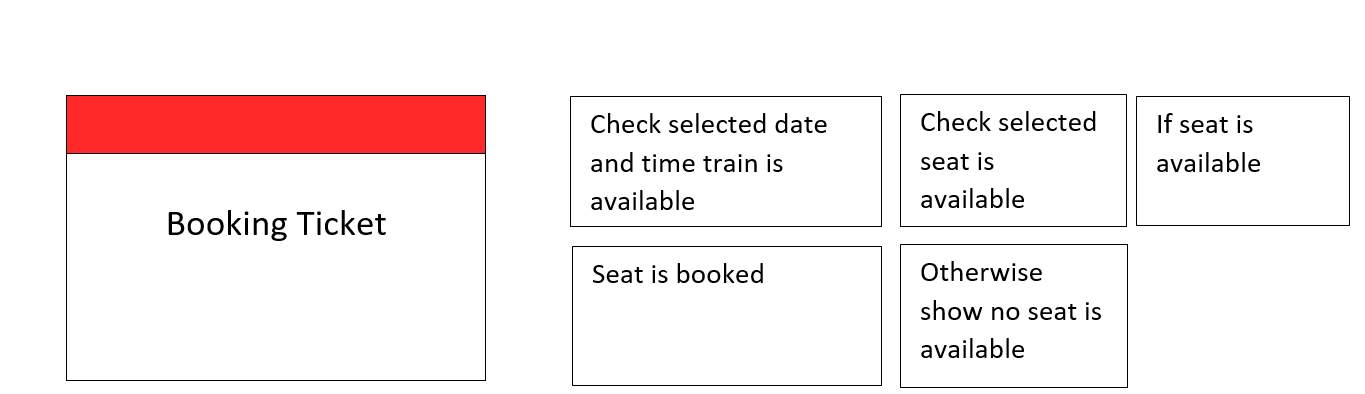 Booking Ticket
Check selected date
and time train is
available
Check selected
seat is
available
If seat is
available
Seat is booked
Otherwise
show no seat is
available